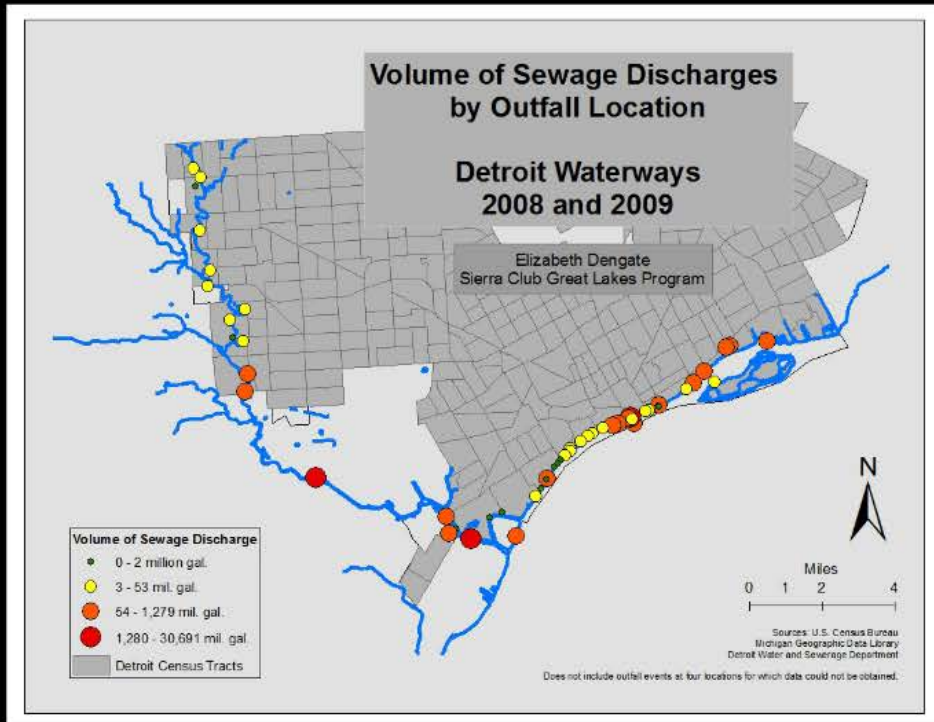 Volume of Sewage Discharges
by Outfall Location
Detroit Waterways
2008 and 2009
Elizabeth Dengate
Sierra Club Great Lakes Program
N
Volume of Sewage Discharge
0 - 2 million gal.
3 - 53 mil. gal.
54 - 1,279 mil. gal.
1,280 - 30,691 mil. gal.
Detroit Census Tracts
Miles
0 1 2 4
Sources: U.S. Census Bureau
Michigan Geographic Data Library
Detroit Water and Sewerage Department
Does not include outfall events at four locations for which data could not be obtained.